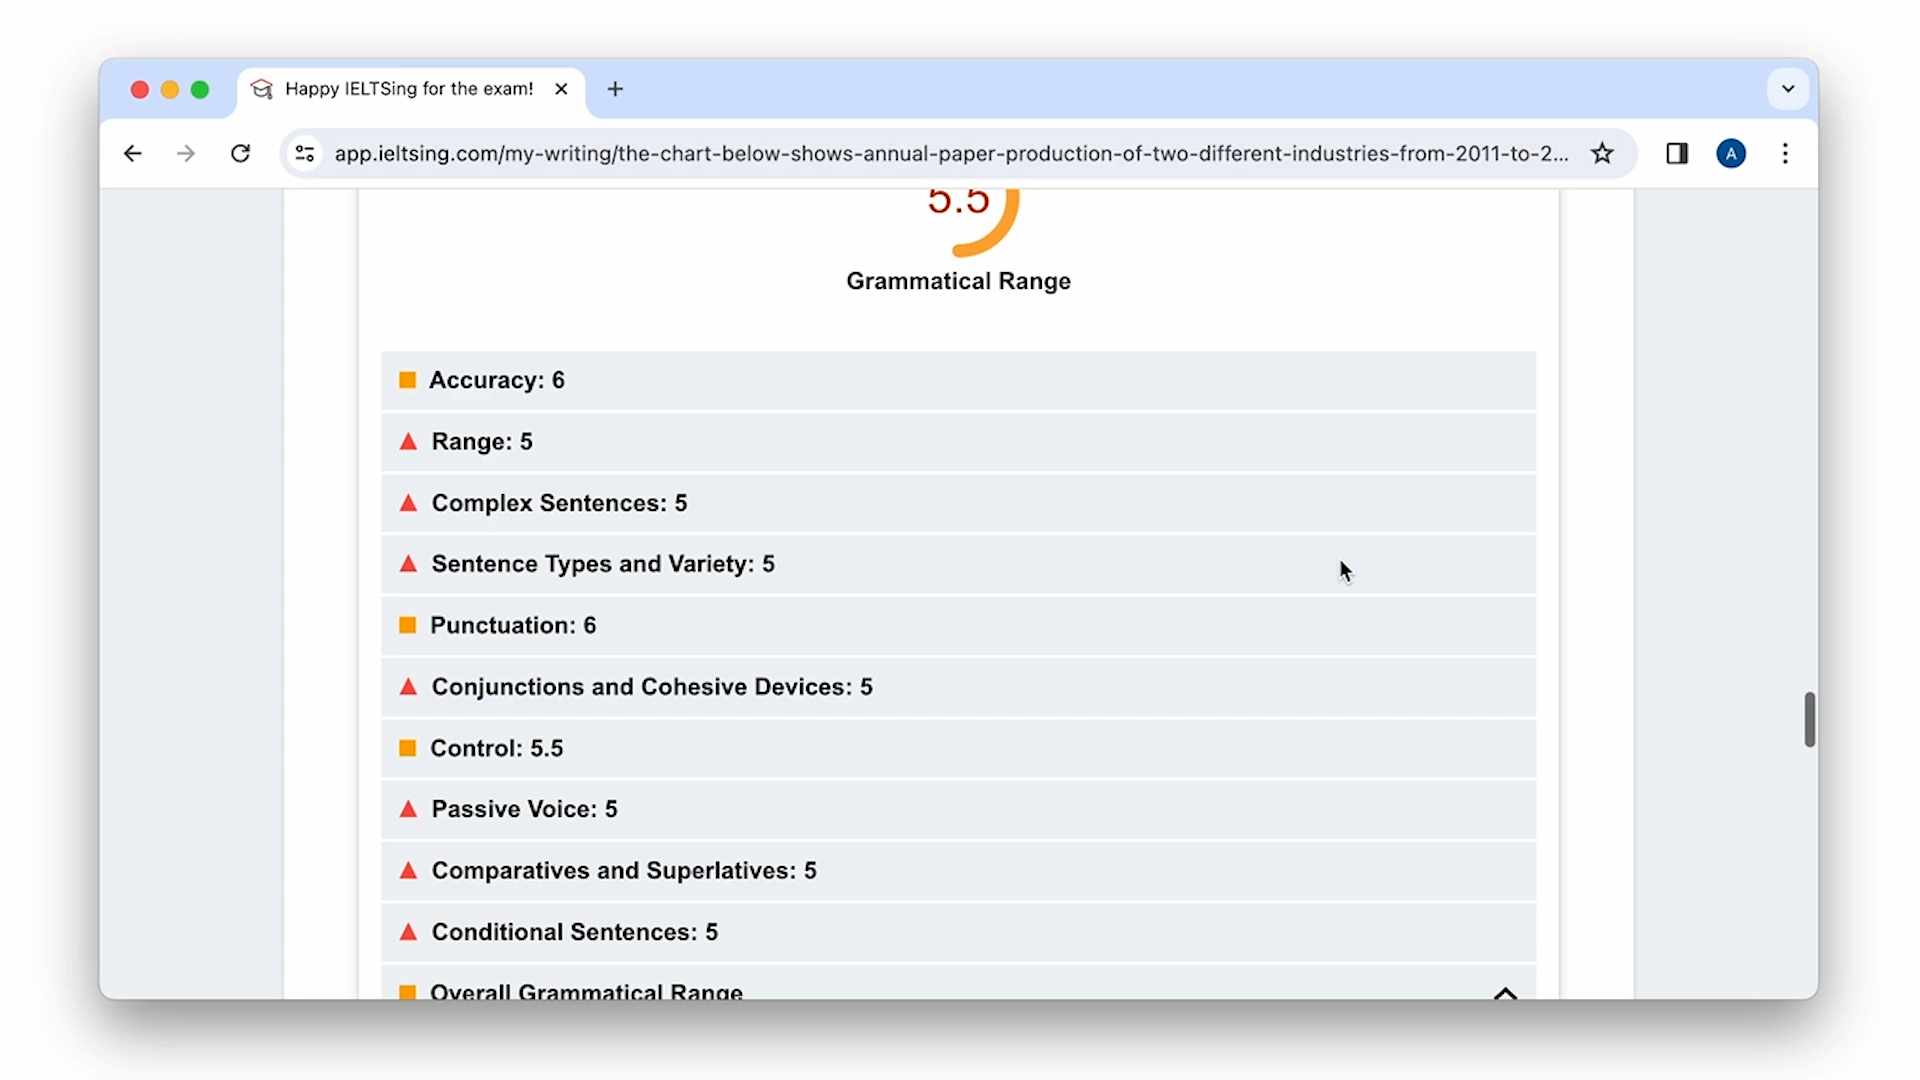 Happy IELTSing for the exam!
app.ieltsing.com/my-writing/the-chart-below-shows-annual-paper-production-of-two-different-industries-from-2011-to-2...
A
5.5
Grammatical Range
Accuracy: 6
Range: 5
Complex Sentences: 5
Sentence Types and Variety: 5
Punctuation: 6
Conjunctions and Cohesive Devices: 5
Control: 5.5
Passive Voice: 5
Comparatives and Superlatives: 5
Conditional Sentences: 5
Overall Grammatical Range